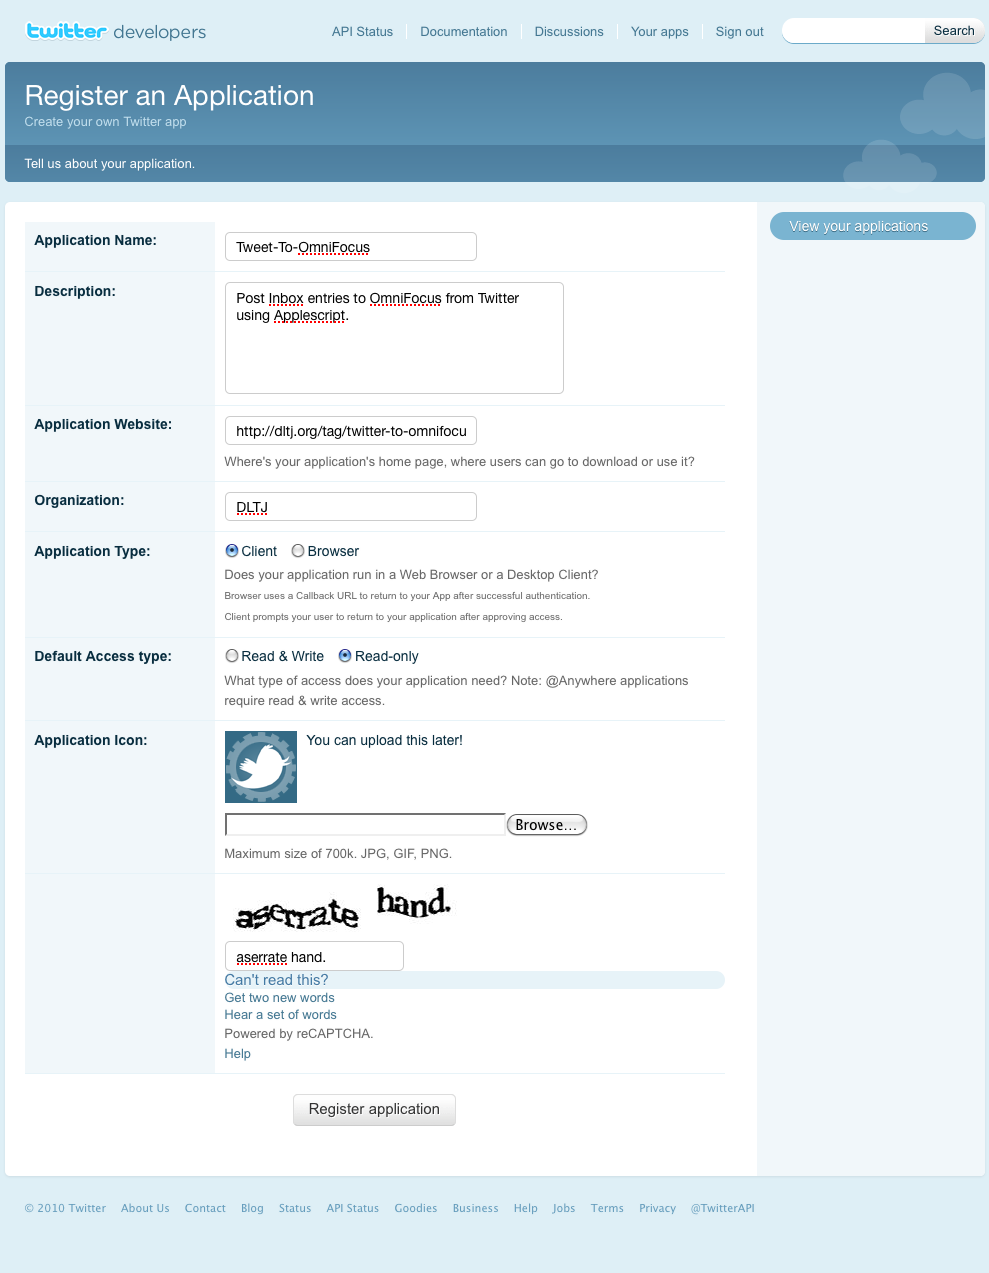 twitter developers
API Status Documentation Discussions Your apps Sign out Search
Register an Application
Create your own Twitter app
Tell us about your application.
View your applications
Application Name: Tweet-To-OmniFocus
Description: Post Inbox entries to OmniFocus from Twitter
using Applescript.
Application Website: http://dltj.org/tag/twitter-to-omnifocu
Where's your application's home page, where users can go to download or use it?
Organization: DLTJ
Application Type: Client Browser
Does your application run in a Web Browser or a Desktop Client?
Browser uses a Callback URL to return to your App after successful authentication.
Client prompts your user to return to your application after approving access.
Default Access type: Read & Write Read-only
What type of access does your application need? Note: @Anywhere applications
require read & write access.
Application Icon: You can upload this later!
Browse...
Maximum size of 700k. JPG, GIF, PNG.
aserrate hand.
aserrate hand.
Can't read this?
Get two new words
Hear a set of words
Powered by reCAPTCHA.
Help
Register application
© 2010 Twitter About Us Contact Blog Status API Status Goodies Business Help Jobs Terms Privacy @TwitterAPI